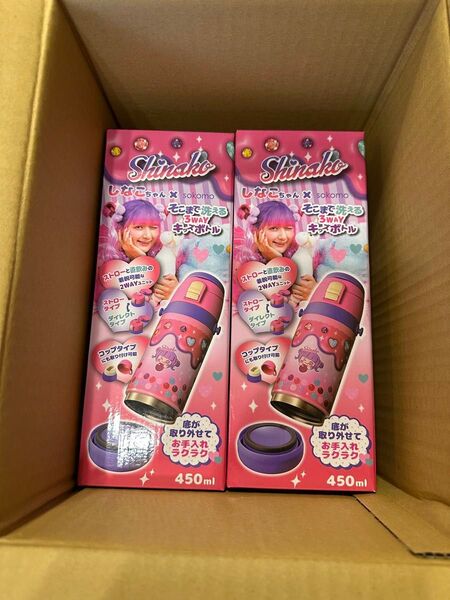 Shinako
しなこちゃん × sokomo
そこまで洗える
3WAY
キッズボトル
ストローと直飲みの
兼用可能な
2WAYユニット
ストロー
タイプ
ダイレクト
タイプ
コップタイプ
にも取り付け可能
底が
取り外せて
お手入れ
ラクラク
450ml
Shinako
しなこちゃん × sokomo
そこまで洗える
3WAY
キッズボトル
ストローと直飲みの
兼用可能な
2WAYユニット
ストロー
タイプ
ダイレクト
タイプ
コップタイプ
にも取り付け可能
底が
取り外せて
お手入れ
ラクラク
450ml